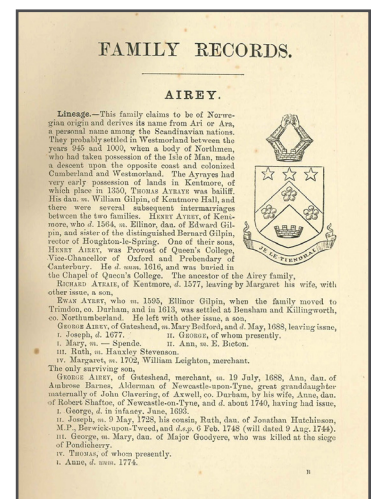 FAMILY RECORDS.
AIREY.
Lineage.—This family claims to be of Norwe-
gian origin and derives its name from Ari or Ara,
a personal name among the Scandinavian nations.
They probably settled in Westmorland between the
years 945 and 1000, when a body of Northmen,
who had taken possession of the Isle of Man, made
a descent upon the opposite coast and colonized
Cumberland and Westmorland. The Ayrayes had
very early possession of lands in Kentmore, of
which place in 1350, THOMAS AYRAYE was bailiff.
His dau. m. William Gilpin, of Kentmore Hall, and
there were several subsequent intermarriages
between the two families. HENRY AYREY, of Kent-
more, who d. 1564, m. Ellinor, dau. of Edward Gil-
pin, and sister of the distinguished Bernard Gilpin,
rector of Houghton-le-Spring. One of their sons,
HENRY AIREY, was Provost of Queen's College,
Vice-Chancellor of Oxford and Prebendary of
Canterbury. He d. unm. 1616, and was buried in
the Chapel of Queen's College. The ancestor of the Airey family,
RICHARD AYRAIE, of Kentmore, d. 1577, leaving by Margaret his wife, with
other issue, a son,
EWAN AYREY, who m. 1595, Ellinor Gilpin, when the family moved to
Trimdon, co. Durham, and in 1613, was settled at Bensham and Killingworth,
co. Northumberland. He left with other issue, a son,
GEORGE AIREY, of Gateshead, m. Mary Bedford, and d. May, 1688, leaving issue,
I. Joseph, d. 1677. II. GEORGE, of whom presently.
I. Mary, m. — Spende. II. Ann, m. E. Bicton.
III. Ruth, m. Hauxley Stevenson.
IV. Margaret, m. 1702, William Leighton, merchant.
The only surviving son,
GEORGE AIREY, of Gateshead, merchant, m. 19 July, 1688, Ann, dau. of
Ambrose Barnes, Alderman of Newcastle-upon-Tyne, great granddaughter
maternally of John Clavering, of Axwell, co. Durham, by his wife, Anne, dau.
of Robert Shaftoe, of Newcastle-on-Tyne, and d. about 1740, having had issue,
I. George, d. in infancy, June, 1693.
II. Joseph, m. 9 May, 1728, his cousin, Ruth, dau. of Jonathan Hutchinson,
M.P., Berwick-upon-Tweed, and d.s.p. 6 Feb. 1748 (will dated 9 Aug. 1744).
III. George, m. Mary, dau. of Major Goodyere, who was killed at the siege
of Pondicherry.
IV. THOMAS, of whom presently.
I. Anne, d. unm. 1774.
B
JE LE TIENDRAI